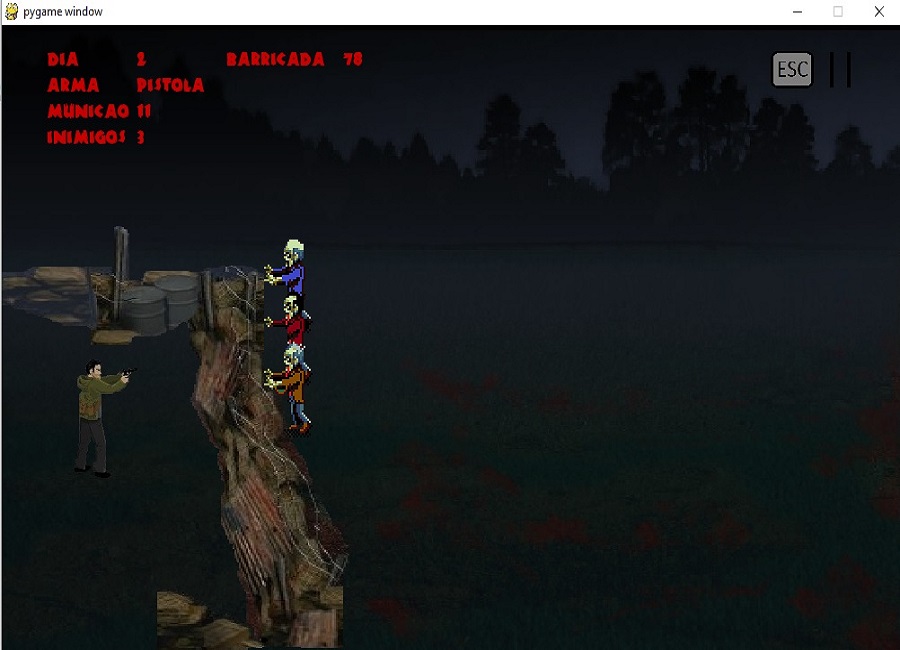 pygame window
DIA 2 BARRICADA 78
ESC
ARMA PISTOLA
MUNICAO 11
INIMIGOS 3